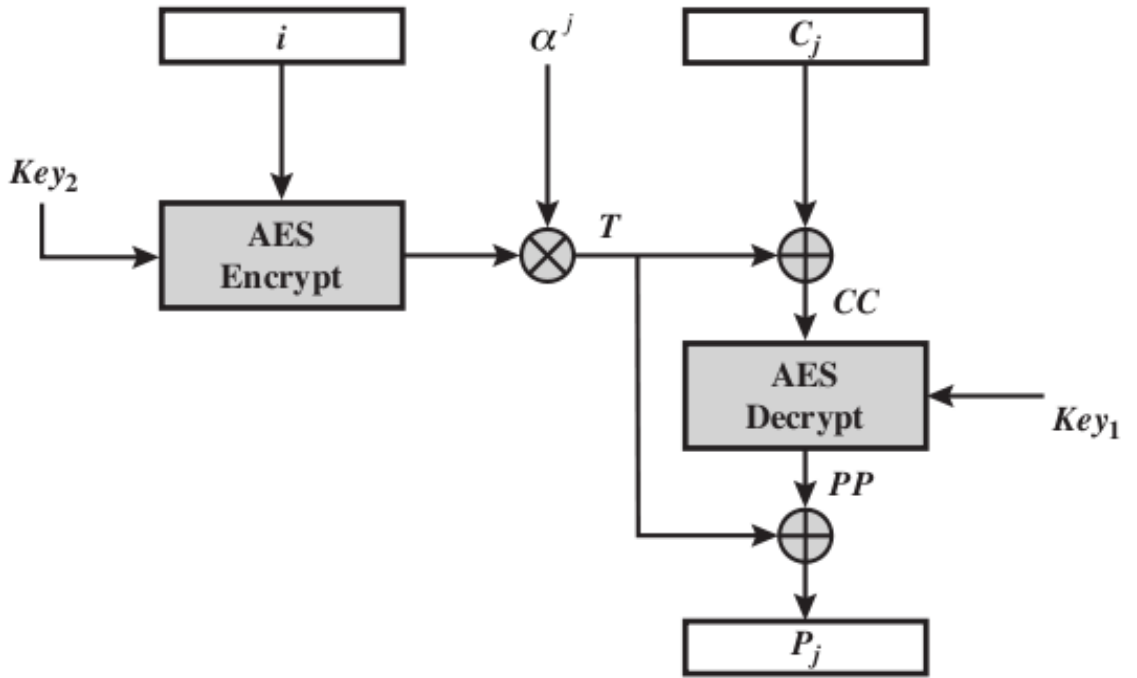 i
α^j
C_j
Key_2
AES
Encrypt
T
CC
AES
Decrypt
Key_1
PP
P_j